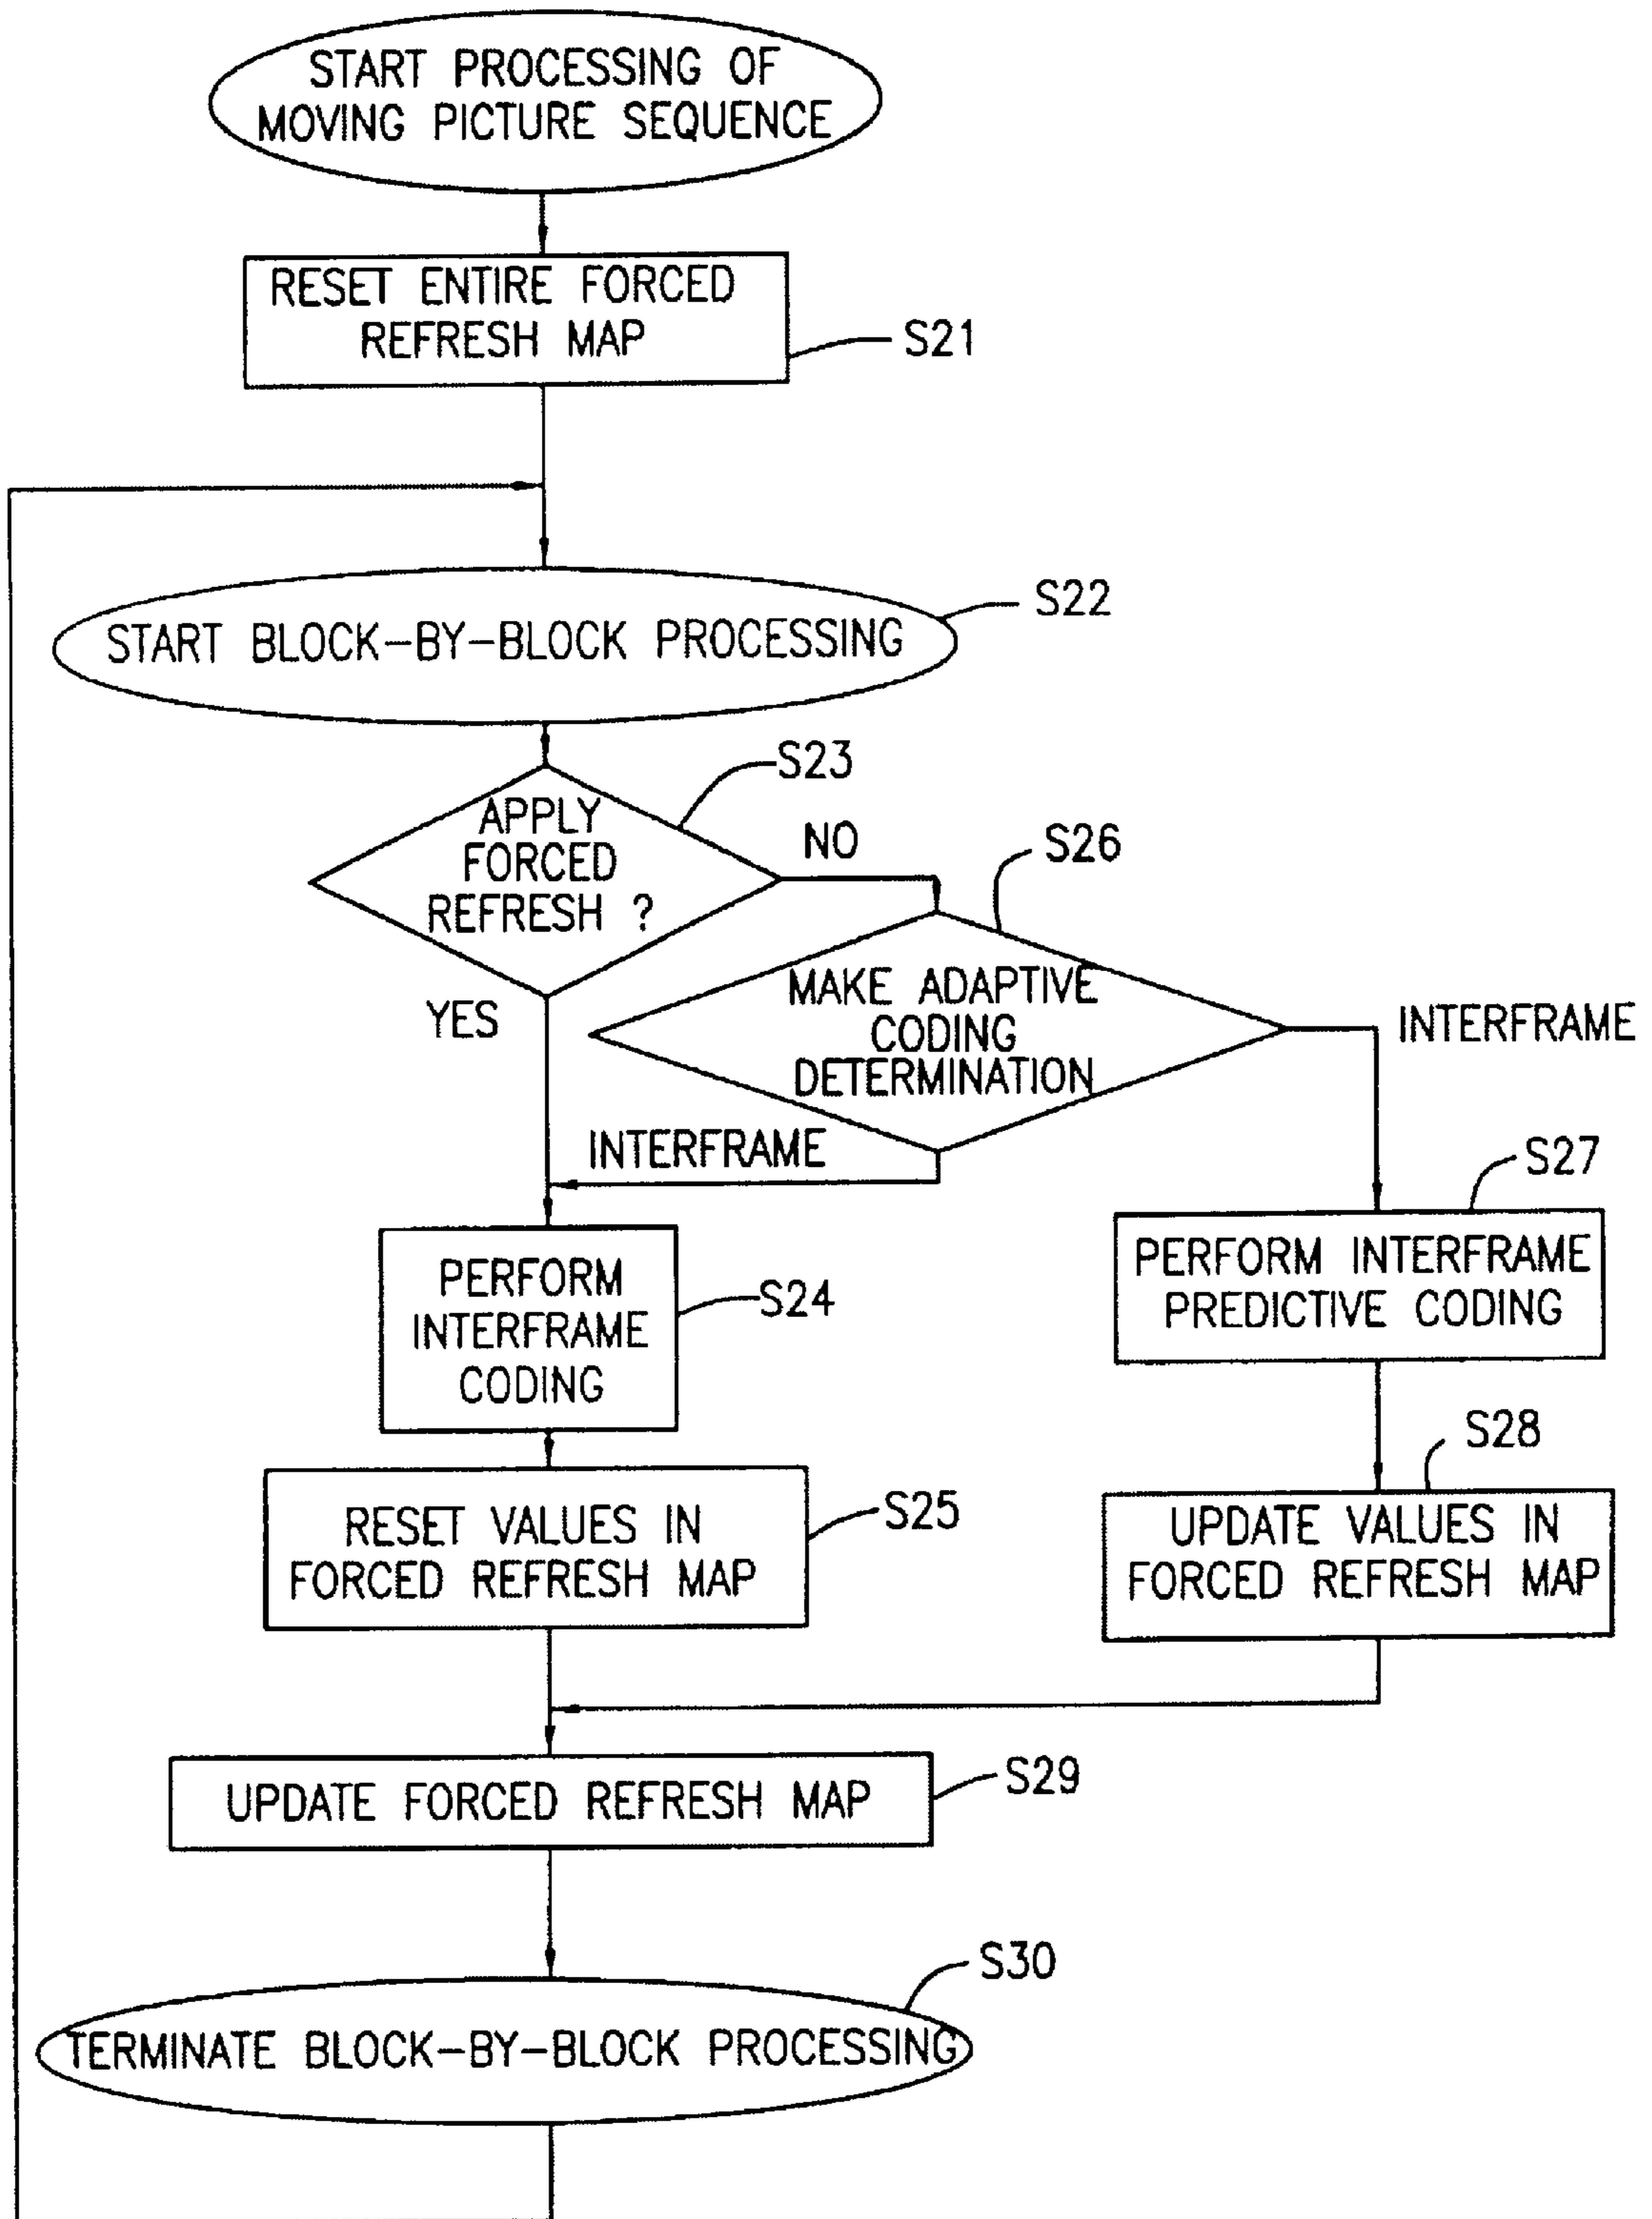 START PROCESSING OF
MOVING PICTURE SEQUENCE
RESET ENTIRE FORCED
REFRESH MAP
S21
S22
START BLOCK-BY-BLOCK PROCESSING
S23
APPLY
FORCED
REFRESH ?
NO
S26
YES
MAKE ADAPTIVE
CODING
DETERMINATION
INTERFRAME
INTERFRAME
S27
PERFORM
INTERFRAME
CODING
S24
PERFORM INTERFRAME
PREDICTIVE CODING
S28
RESET VALUES IN
FORCED REFRESH MAP
S25
UPDATE VALUES IN
FORCED REFRESH MAP
UPDATE FORCED REFRESH MAP
S29
S30
TERMINATE BLOCK-BY-BLOCK PROCESSING